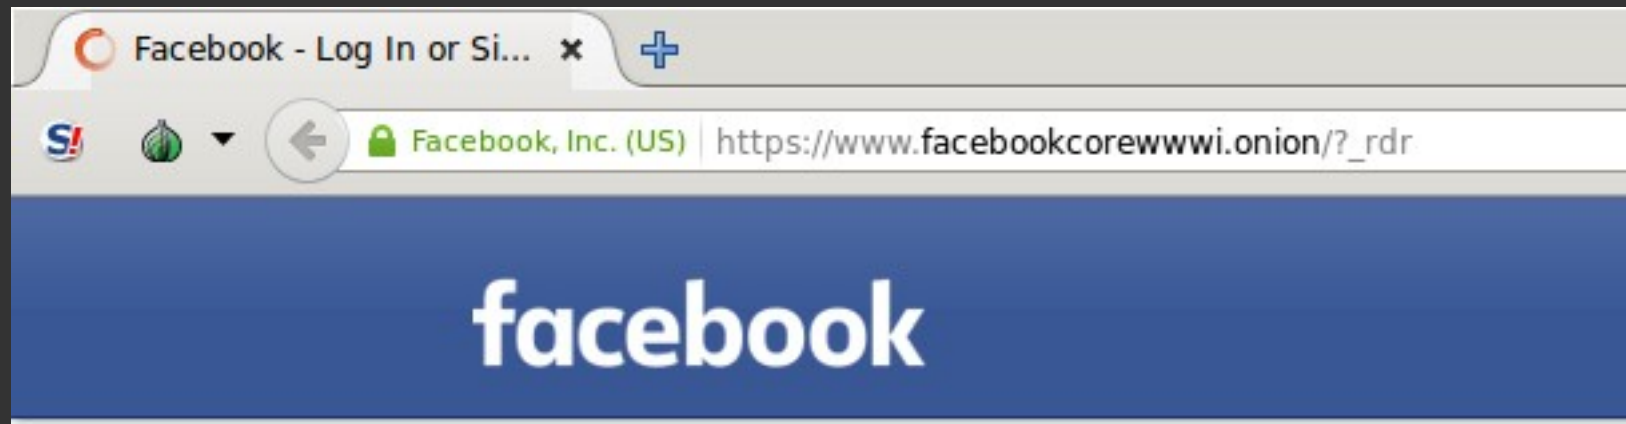 Facebook - Log In or Si...
S!
Facebook, Inc. (US) https://www.facebookcorewwwi.onion/?_rdr
facebook